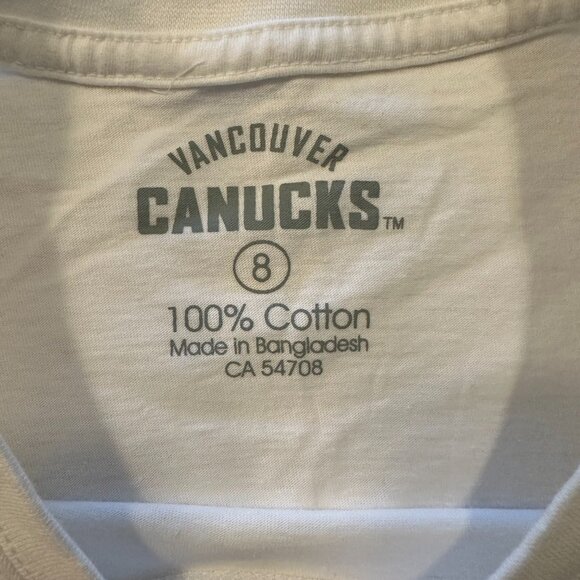 VANCOUVER
CANUCKS™
8
100% Cotton
Made in Bangladesh
CA 54708